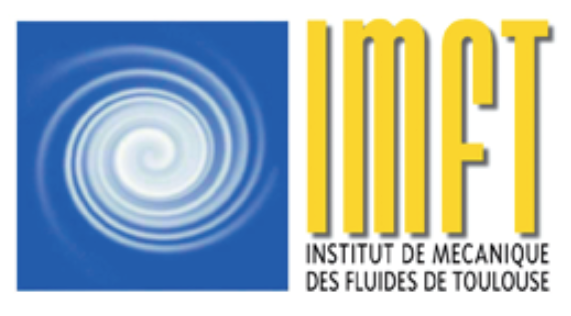 IMFT
INSTITUT DE MECANIQUE
DES FLUIDES DE TOULOUSE